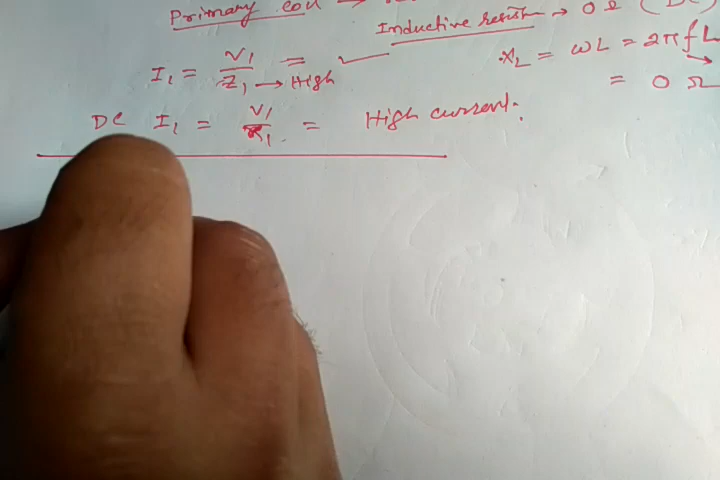 Primary coil →
Inductive → 0 Ω (DC)
I₁ = V₁ / Z₁ → High =
X_L = ωL = 2πfL
= 0 Ω
DC I₁ = V₁ / R₁ = High current.